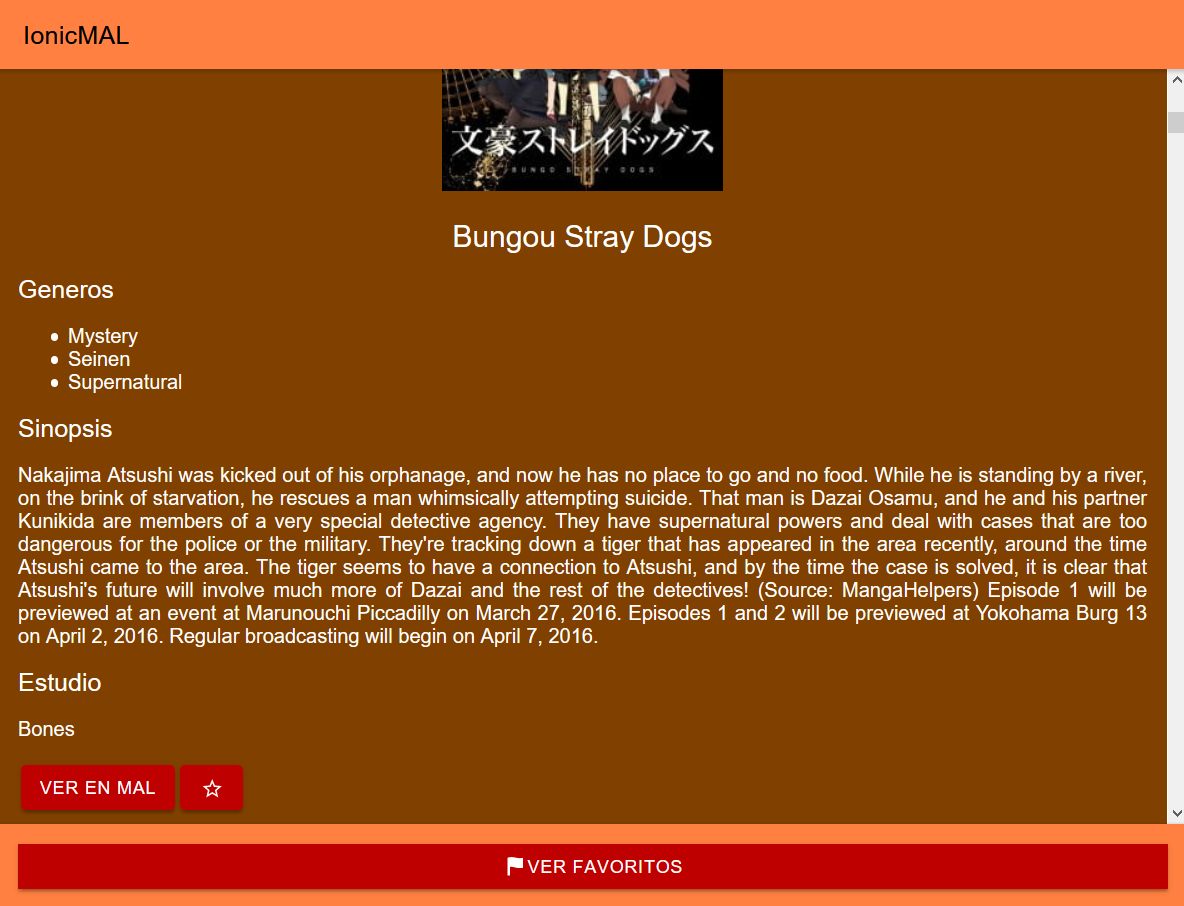 IonicMAL
文豪ストレイドッグス
BUNGO STRAY DOGS
Bungou Stray Dogs
Generos
Mystery
Seinen
Supernatural
Sinopsis
Nakajima Atsushi was kicked out of his orphanage, and now he has no place to go and no food. While he is standing by a river,
on the brink of starvation, he rescues a man whimsically attempting suicide. That man is Dazai Osamu, and he and his partner
Kunikida are members of a very special detective agency. They have supernatural powers and deal with cases that are too
dangerous for the police or the military. They're tracking down a tiger that has appeared in the area recently, around the time
Atsushi came to the area. The tiger seems to have a connection to Atsushi, and by the time the case is solved, it is clear that
Atsushi's future will involve much more of Dazai and the rest of the detectives! (Source: MangaHelpers) Episode 1 will be
previewed at an event at Marunouchi Piccadilly on March 27, 2016. Episodes 1 and 2 will be previewed at Yokohama Burg 13
on April 2, 2016. Regular broadcasting will begin on April 7, 2016.
Estudio
Bones
VER EN MAL
VER FAVORITOS